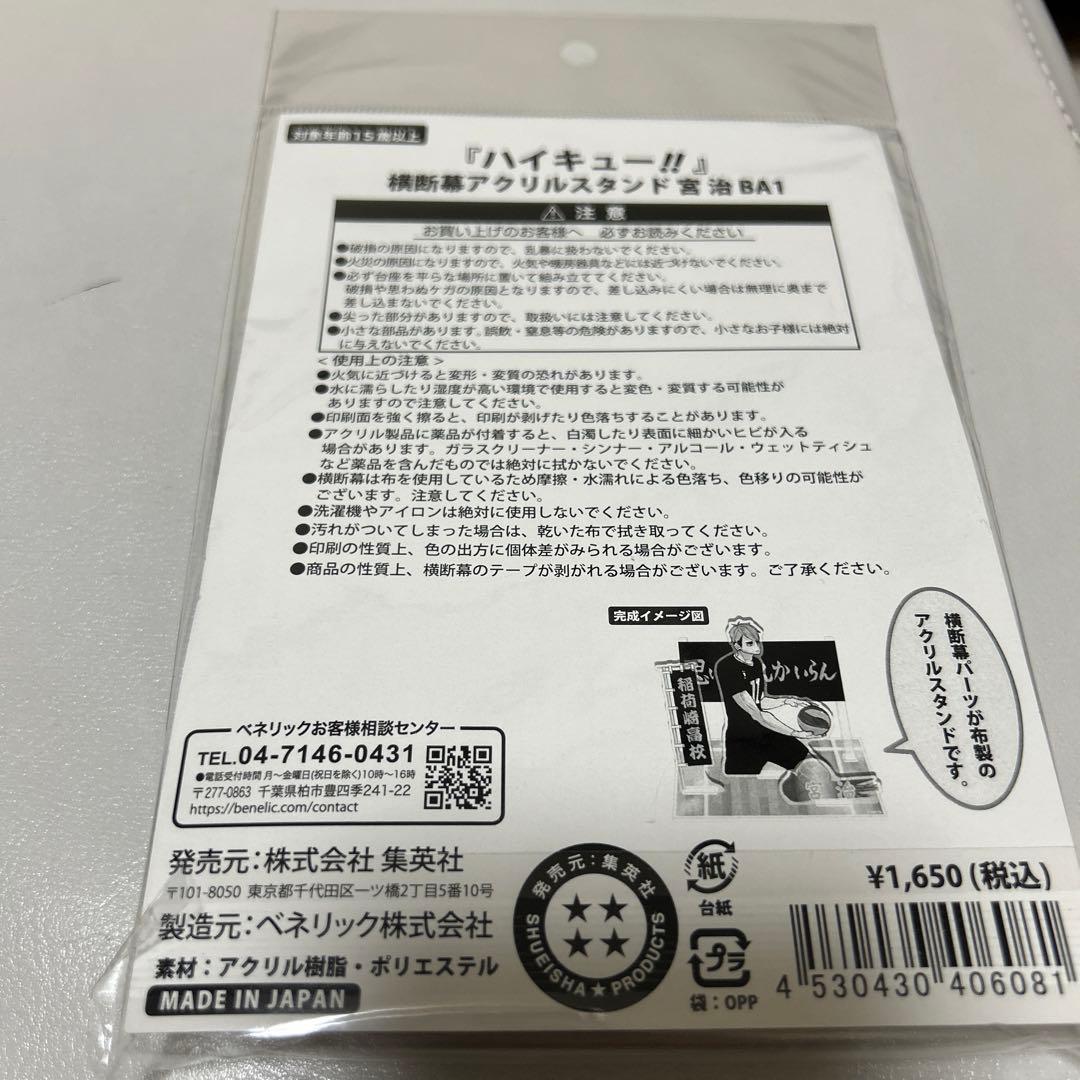 対象年齢15歳以上
『ハイキュー!!』
横断幕アクリルスタンド 宮 治 BA1
注意
お買い上げのお客様へ 必ずお読みください
●破損の原因になりますので、乱暴に扱わないでください。
●火災の原因になりますので、火気や暖房器具などには近づけないでください。
●必ず台座を平らな場所に置いて組み立ててください。
破損や思わぬケガの原因となりますので、差し込みにくい場合は無理に奥まで
差し込まないでください。
●尖った部分がありますので、取扱いには注意してください。
●小さな部品があります。誤飲・窒息等の危険がありますので、小さなお子様には絶対
に与えないでください。
<使用上の注意>
●火気に近づけると変形・変質の恐れがあります。
●水に濡らしたり湿度が高い環境で使用すると変色・変質する可能性が
ありますので注意してください。
●印刷面を強く擦ると、印刷が剥げたり色落ちすることがあります。
●アクリル製品に薬品が付着すると、白濁したり表面に細かいヒビが入る
場合があります。ガラスクリーナー・シンナー・アルコール・ウェットティシュ
など薬品を含んだものでは絶対に拭かないでください。
●横断幕は布を使用しているため摩擦・水濡れによる色落ち、色移りの可能性が
ございます。注意してください。
●洗濯機やアイロンは絶対に使用しないでください。
●汚れがついてしまった場合は、乾いた布で拭き取ってください。
●印刷の性質上、色の出方に個体差がみられる場合がございます。
●商品の性質上、横断幕のテープが剥がれる場合がございます。ご了承ください。
完成イメージ図
かいらん
稲荷崎高校
宮 治
横断幕パーツが布製の
アクリルスタンドです。
ベネリックお客様相談センター
TEL.04-7146-0431
●電話受付時間 月〜金曜日(祝日を除く)10時〜16時
〒277-0863 千葉県柏市豊四季241-22
https://benelic.com/contact
発売元:株式会社 集英社
〒101-8050 東京都千代田区一ツ橋2丁目5番10号
製造元:ベネリック株式会社
素材:アクリル樹脂・ポリエステル
MADE IN JAPAN
発売元:集英社
SHUEISHA★PRODUCTS
紙
台紙
プラ
袋:OPP
¥1,650 (税込)
4 530430 406081